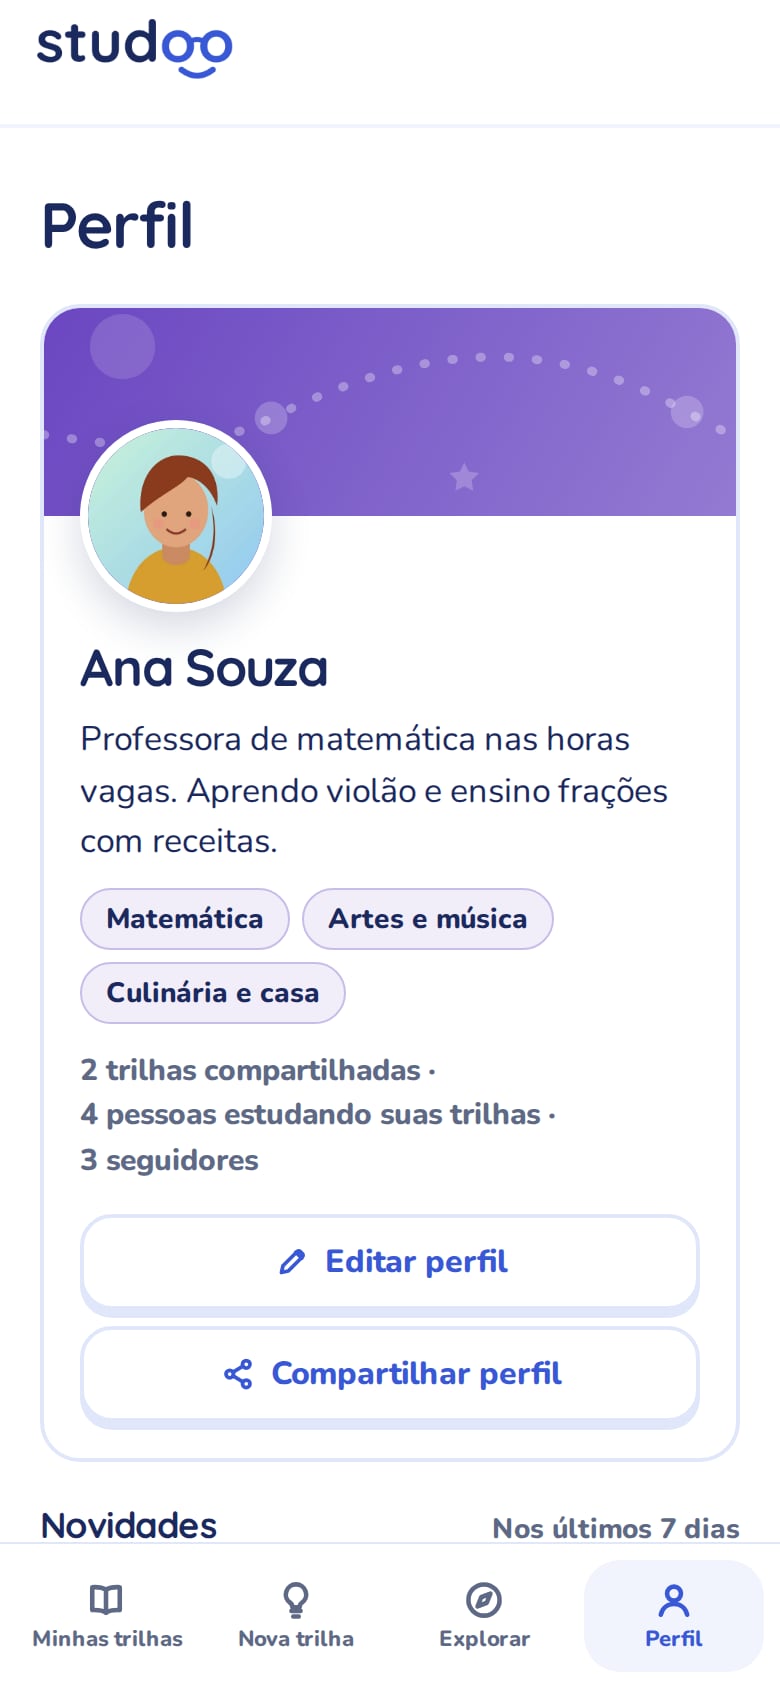 studoo
Perfil
Ana Souza
Professora de matemática nas horas
vagas. Aprendo violão e ensino frações
com receitas.
Matemática
Artes e música
Culinária e casa
2 trilhas compartilhadas ·
4 pessoas estudando suas trilhas ·
3 seguidores
Editar perfil
Compartilhar perfil
Novidades
Nos últimos 7 dias
Minhas trilhas
Nova trilha
Explorar
Perfil